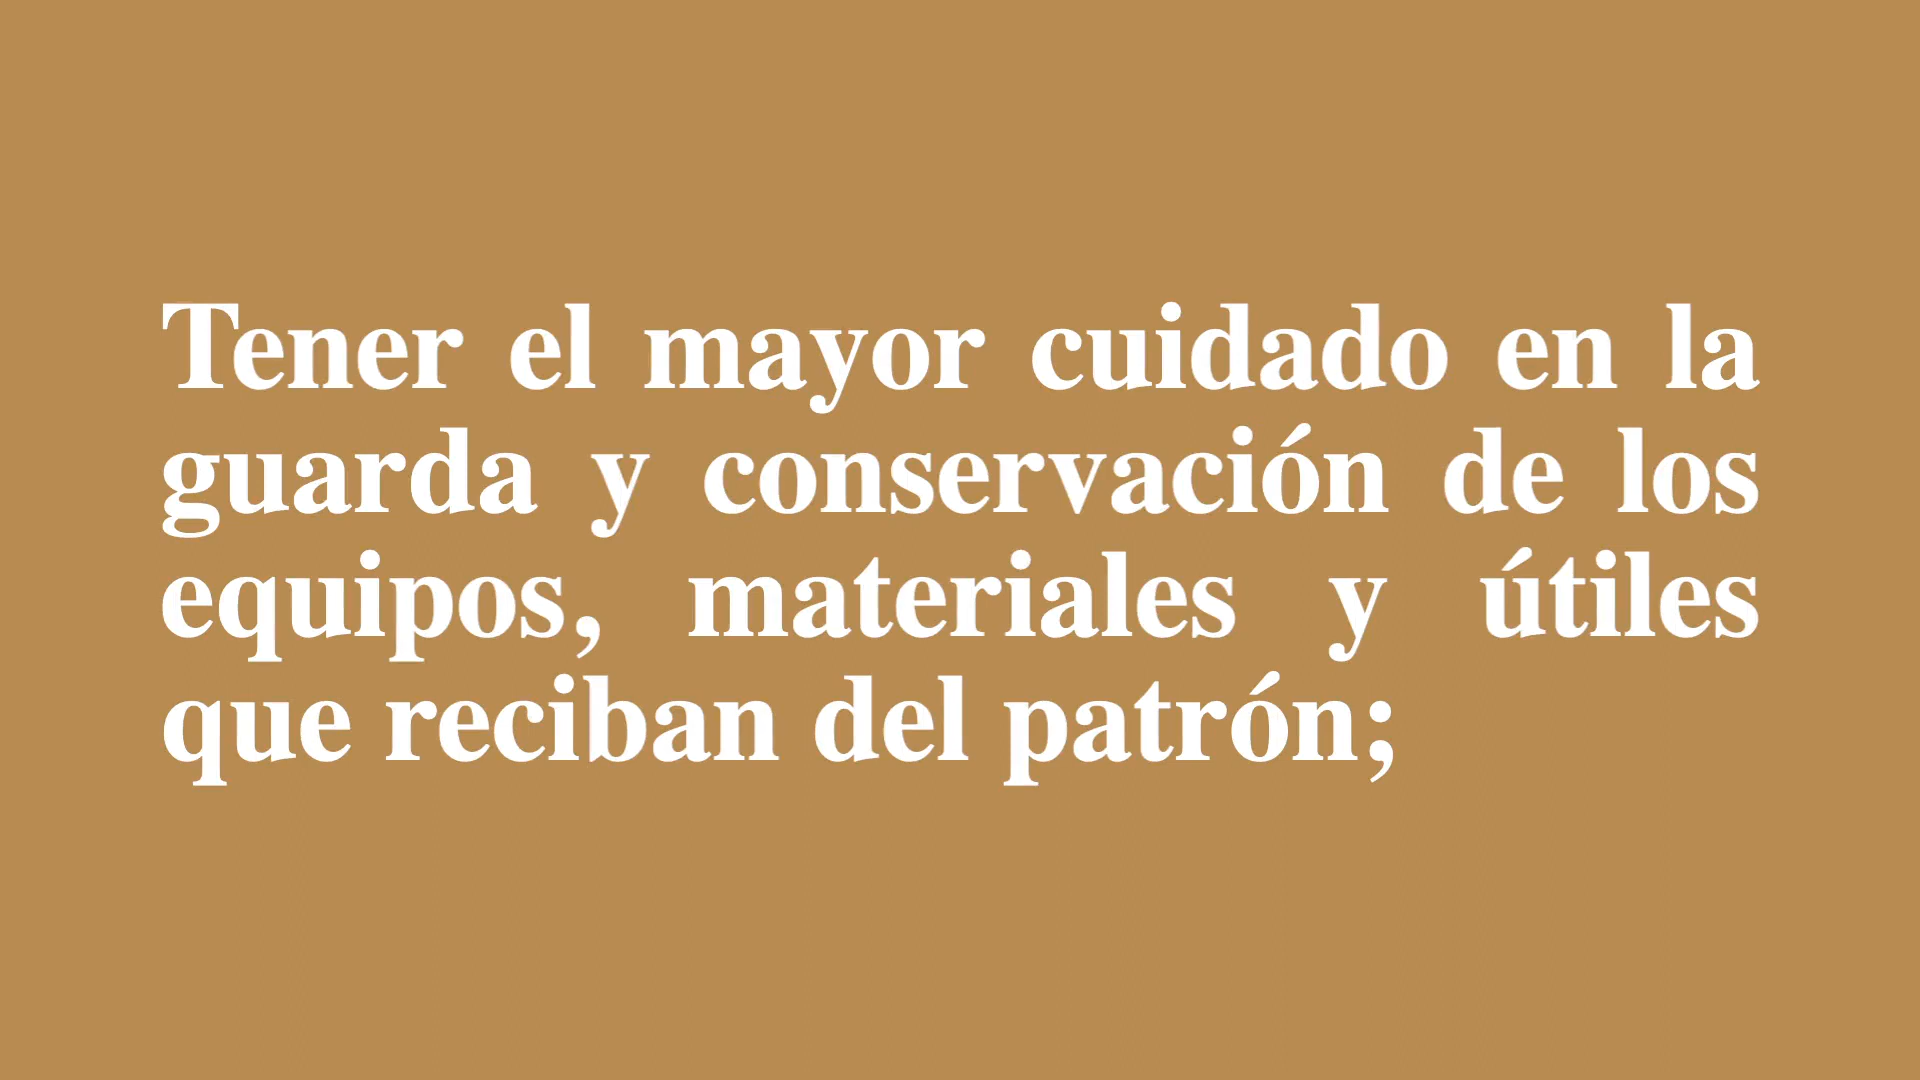 Tener el mayor cuidado en la
guarda y conservación de los
equipos, materiales y útiles
que reciban del patrón;